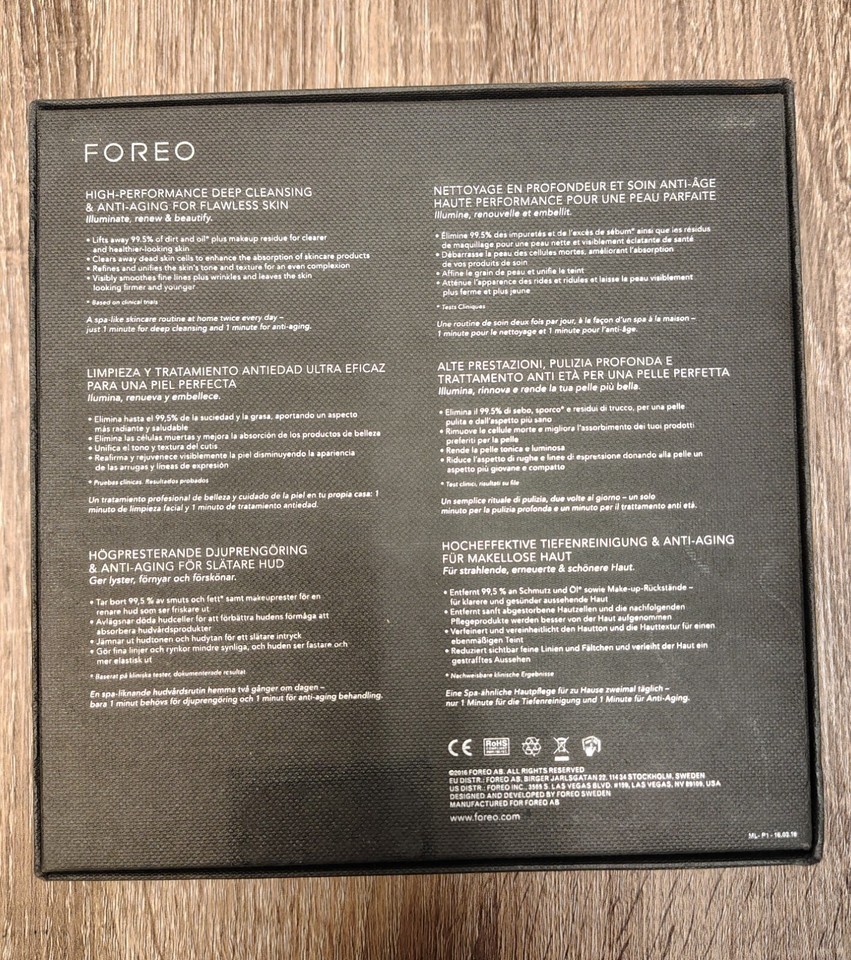 FOREO
HIGH-PERFORMANCE DEEP CLEANSING
& ANTI-AGING FOR FLAWLESS SKIN
Illuminate, renew & beautify.
• Lifts away 99.5% of dirt and oil* plus makeup residue for clearer
and healthier-looking skin
• Clears away dead skin cells to enhance the absorption of skincare products
• Refines and unifies the skin's tone and texture for an even complexion
• Visibly smoothes fine lines plus wrinkles and leaves the skin
looking firmer and younger
* Based on clinical trials
A spa-like skincare routine at home twice every day –
just 1 minute for deep cleansing and 1 minute for anti-aging.
NETTOYAGE EN PROFONDEUR ET SOIN ANTI-ÂGE
HAUTE PERFORMANCE POUR UNE PEAU PARFAITE
Illumine, renouvelle et embellit.
• Élimine 99.5% des impuretés et de l'excès de sébum* ainsi que les résidus
de maquillage pour une peau nette et visiblement éclatante de santé
• Débarrasse la peau des cellules mortes, améliorant l'absorption
de vos produits de soin
• Affine le grain de peau et unifie le teint
• Atténue l'apparence des rides et ridules et laisse la peau visiblement
plus ferme et plus jeune
* Tests Cliniques
Une routine de soin deux fois par jour, à la façon d'un spa à la maison –
1 minute pour le nettoyage et 1 minute pour l'anti-âge.
LIMPIEZA Y TRATAMIENTO ANTIEDAD ULTRA EFICAZ
PARA UNA PIEL PERFECTA
Ilumina, renueva y embellece.
• Elimina hasta el 99,5% de la suciedad y la grasa, aportando un aspecto
más radiante y saludable
• Elimina las células muertas y mejora la absorción de los productos de belleza
• Unifica el tono y textura del cutis
• Reafirma y rejuvenece visiblemente la piel disminuyendo la apariencia
de las arrugas y líneas de expresión
* Pruebas clínicas. Resultados probados
Un tratamiento profesional de belleza y cuidado de la piel en tu propia casa: 1
minuto de limpieza facial y 1 minuto de tratamiento antiedad.
ALTE PRESTAZIONI, PULIZIA PROFONDA E
TRATTAMENTO ANTI ETÀ PER UNA PELLE PERFETTA
Illumina, rinnova e rende la tua pelle più bella.
• Elimina il 99.5% di sebo, sporco* e residui di trucco, per una pelle
pulita e dall'aspetto più sano
• Rimuove le cellule morte e migliora l'assorbimento dei tuoi prodotti
preferiti per la pelle
• Rende la pelle tonica e luminosa
• Riduce l'aspetto di rughe e linee di espressione donando alla pelle un
aspetto più giovane e compatto
* Test clinici, risultati su file
Un semplice rituale di pulizia, due volte al giorno – un solo
minuto per la pulizia profonda e un minuto per il trattamento anti età.
HÖGPRESTERANDE DJUPRENGÖRING
& ANTI-AGING FÖR SLÄTARE HUD
Ger lyster, förnyar och förskönar.
• Tar bort 99,5 % av smuts och fett* samt makeuprester för en
renare hud som ser friskare ut
• Avlägsnar döda hudceller för att förbättra hudens förmåga att
absorbera hudvårdsprodukter
• Jämnar ut hudtonen och hudytan för ett slätare intryck
• Gör fina linjer och rynkor mindre synliga, och huden ser fastare och
mer elastisk ut
* Baserat på kliniska tester, dokumenterade resultat
En spa-liknande hudvårdsrutin hemma två gånger om dagen –
bara 1 minut behövs för djuprengöring och 1 minut för anti-aging behandling.
HOCHEFFEKTIVE TIEFENREINIGUNG & ANTI-AGING
FÜR MAKELLOSE HAUT
Für strahlende, erneuerte & schönere Haut.
• Entfernt 99,5 % an Schmutz und Öl* sowie Make-up-Rückstände –
für klarere und gesünder aussehende Haut
• Entfernt sanft abgestorbene Hautzellen und die nachfolgenden
Pflegeprodukte werden besser von der Haut aufgenommen
• Verfeinert und vereinheitlicht den Hautton und die Hauttextur für einen
ebenmäßigen Teint
• Reduziert sichtbar feine Linien und Fältchen und verleiht der Haut ein
gestrafftes Aussehen
* Nachweisbare klinische Ergebnisse
Eine Spa-ähnliche Hautpflege für zu Hause zweimal täglich –
nur 1 Minute für die Tiefenreinigung und 1 Minute für Anti-Aging.
CE RoHS
©2016 FOREO AB. ALL RIGHTS RESERVED
EU DISTR.: FOREO AB, BIRGER JARLSGATAN 22, 114 34 STOCKHOLM, SWEDEN
US DISTR.: FOREO INC., 3565 S. LAS VEGAS BLVD. #159, LAS VEGAS, NV 89109, USA
DESIGNED AND DEVELOPED BY FOREO SWEDEN
MANUFACTURED FOR FOREO AB
www.foreo.com
ML- P1 - 16.03.16